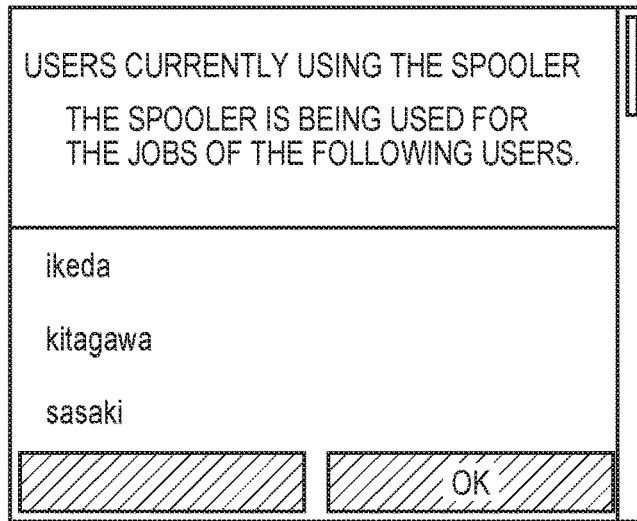 USERS CURRENTLY USING THE SPOOLER
THE SPOOLER IS BEING USED FOR
THE JOBS OF THE FOLLOWING USERS.
ikeda
kitagawa
sasaki
OK